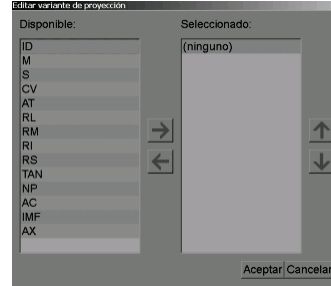 Editar variante de proyección
Disponible:
Seleccionado:
ID
M
S
CV
AT
RL
RM
RI
RS
TAN
NP
AC
IMF
AX
(ninguno)
Aceptar
Cancelar